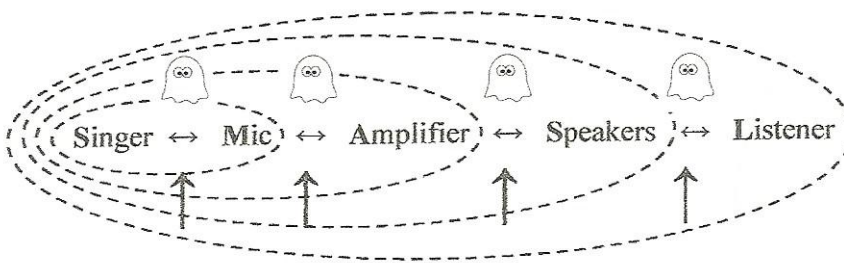 Singer ↔ Mic ↔ Amplifier ↔ Speakers ↔ Listener